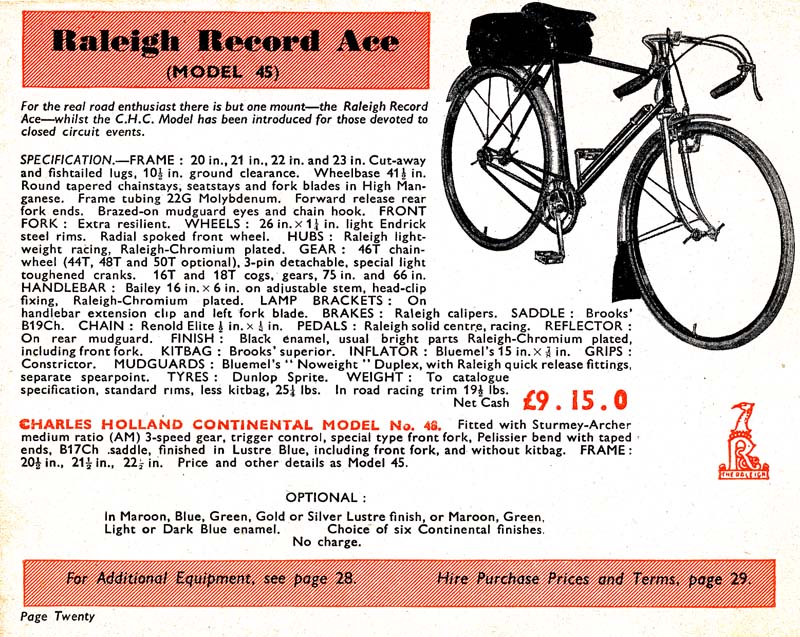 Raleigh Record Ace
(MODEL 45)
For the real road enthusiast there is but one mount—the Raleigh Record
Ace—whilst the C.H.C. Model has been introduced for those devoted to
closed circuit events.
SPECIFICATION.—FRAME : 20 in., 21 in., 22 in. and 23 in. Cut-away
and fishtailed lugs, 10½ in. ground clearance. Wheelbase 41½ in.
Round tapered chainstays, seatstays and fork blades in High Man-
ganese. Frame tubing 22G Molybdenum. Forward release rear
fork ends. Brazed-on mudguard eyes and chain hook. FRONT
FORK : Extra resilient. WHEELS : 26 in. × 1¼ in. light Endrick
steel rims. Radial spoked front wheel. HUBS : Raleigh light-
weight racing, Raleigh-Chromium plated. GEAR : 46T chain-
wheel (44T, 48T and 50T optional), 3-pin detachable, special light
toughened cranks. 16T and 18T cogs, gears, 75 in. and 66 in.
HANDLEBAR : Bailey 16 in. × 6 in. on adjustable stem, head-clip
fixing, Raleigh-Chromium plated. LAMP BRACKETS : On
handlebar extension clip and left fork blade. BRAKES : Raleigh calipers. SADDLE : Brooks'
B19Ch. CHAIN : Renold Elite ½ in. × in. PEDALS : Raleigh solid centre, racing. REFLECTOR :
On rear mudguard. FINISH : Black enamel, usual bright parts Raleigh-Chromium plated,
including front fork. KITBAG : Brooks' superior. INFLATOR : Bluemel's 15 in. × in. GRIPS :
Constrictor. MUDGUARDS : Bluemel's "Noweight" Duplex, with Raleigh quick release fittings,
separate spearpoint. TYRES : Dunlop Sprite. WEIGHT : To catalogue
specification, standard rims, less kitbag, 25¼ lbs. In road racing trim 19½ lbs.
Net Cash £9.15.0
CHARLES HOLLAND CONTINENTAL MODEL No. 48. Fitted with Sturmey-Archer
medium ratio (AM) 3-speed gear, trigger control, special type front fork, Pelissier bend with taped
ends, B17Ch .saddle, finished in Lustre Blue, including front fork, and without kitbag. FRAME :
20½ in., 21½ in., 22½ in. Price and other details as Model 45.
THE RALEIGH
OPTIONAL :
In Maroon, Blue, Green, Gold or Silver Lustre finish, or Maroon, Green,
Light or Dark Blue enamel. Choice of six Continental finishes.
No charge.
For Additional Equipment, see page 28. Hire Purchase Prices and Terms, page 29.
Page Twenty